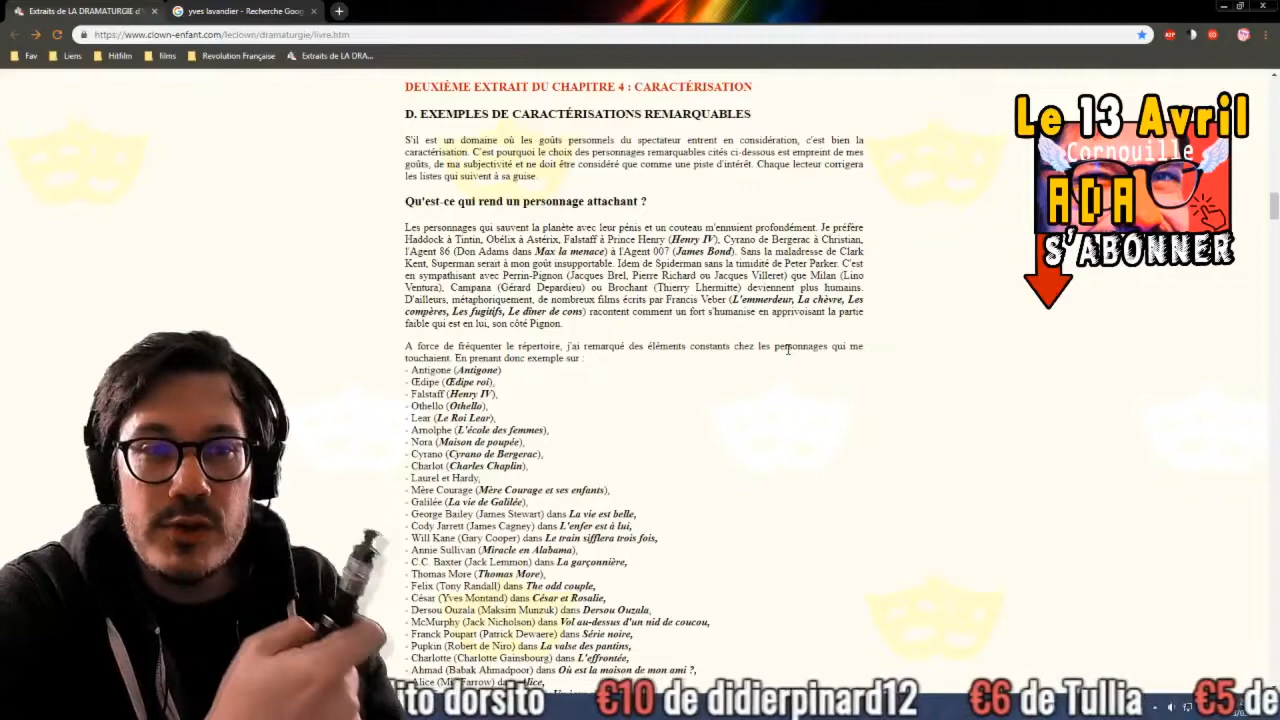 Extraits de LA DRAMATURGIE d'
yves lavandier - Recherche Goog
https://www.clown-enfant.com/leclown/dramaturgie/livre.htm
Fav
Liens
Hitfilm
films
Revolution Française
Extraits de LA DRA...
DEUXIÈME EXTRAIT DU CHAPITRE 4 : CARACTÉRISATION
D. EXEMPLES DE CARACTÉRISATIONS REMARQUABLES
S'il est un domaine où les goûts personnels du spectateur entrent en considération, c'est bien la
caractérisation. C'est pourquoi le choix des personnages remarquables cités ci-dessous est empreint de mes
goûts, de ma subjectivité et ne doit être considéré que comme une piste d'intérêt. Chaque lecteur corrigera
les listes qui suivent à sa guise.
Qu'est-ce qui rend un personnage attachant ?
Les personnages qui sauvent la planète avec leur pénis et un couteau m'ennuient profondément. Je préfère
Haddock à Tintin, Obélix à Astérix, Falstaff à Prince Henry (Henry IV), Cyrano de Bergerac à Christian,
l'Agent 86 (Don Adams dans Max la menace) à l'Agent 007 (James Bond). Sans la maladresse de Clark
Kent, Superman serait à mon goût insupportable. Idem de Spiderman sans la timidité de Peter Parker. C'est
en sympathisant avec Perrin-Pignon (Jacques Brel, Pierre Richard ou Jacques Villeret) que Milan (Lino
Ventura), Campana (Gérard Depardieu) ou Brochant (Thierry Lhermitte) deviennent plus humains.
D'ailleurs, métaphoriquement, de nombreux films écrits par Francis Veber (L'emmerdeur, La chèvre, Les
compères, Les fugitifs, Le dîner de cons) racontent comment un fort s'humanise en apprivoisant la partie
faible qui est en lui, son côté Pignon.
A force de fréquenter le répertoire, j'ai remarqué des éléments constants chez les personnages qui me
touchaient. En prenant donc exemple sur :
- Antigone (Antigone)
- Œdipe (Œdipe roi),
- Falstaff (Henry IV),
- Othello (Othello),
- Lear (Le Roi Lear),
- Arnolphe (L'école des femmes),
- Nora (Maison de poupée),
- Cyrano (Cyrano de Bergerac),
- Charlot (Charles Chaplin),
- Laurel et Hardy,
- Mère Courage (Mère Courage et ses enfants),
- Galilée (La vie de Galilée),
- George Bailey (James Stewart) dans La vie est belle,
- Cody Jarrett (James Cagney) dans L'enfer est à lui,
- Will Kane (Gary Cooper) dans Le train sifflera trois fois,
- Annie Sullivan (Miracle en Alabama),
- C.C. Baxter (Jack Lemmon) dans La garçonnière,
- Thomas More (Thomas More),
- Felix (Tony Randall) dans The odd couple,
- César (Yves Montand) dans César et Rosalie,
- Dersou Ouzala (Maksim Munzuk) dans Dersou Ouzala,
- McMurphy (Jack Nicholson) dans Vol au-dessus d'un nid de coucou,
- Franck Poupart (Patrick Dewaere) dans Série noire,
- Pupkin (Robert de Niro) dans La valse des pantins,
- Charlotte (Charlotte Gainsbourg) dans L'effrontée,
- Ahmad (Babak Ahmadpoor) dans Où est la maison de mon ami ?,
- Alice (Mia Farrow) dans Alice,
Le 13 Avril
Cornouille
ADA
S'ABONNER
ito dorsito €10 de didierpinard12 €6 de Tullia €5 de